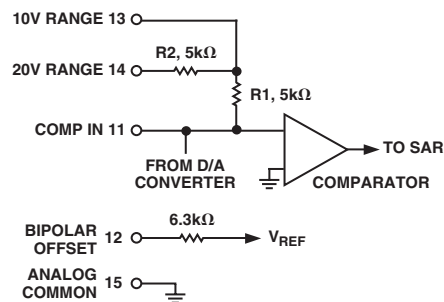 10V RANGE 13
R2, 5kΩ
20V RANGE 14
R1, 5kΩ
COMP IN 11
TO SAR
FROM D/A
CONVERTER
COMPARATOR
6.3kΩ
BIPOLAR
OFFSET 12
VREF
ANALOG
COMMON 15